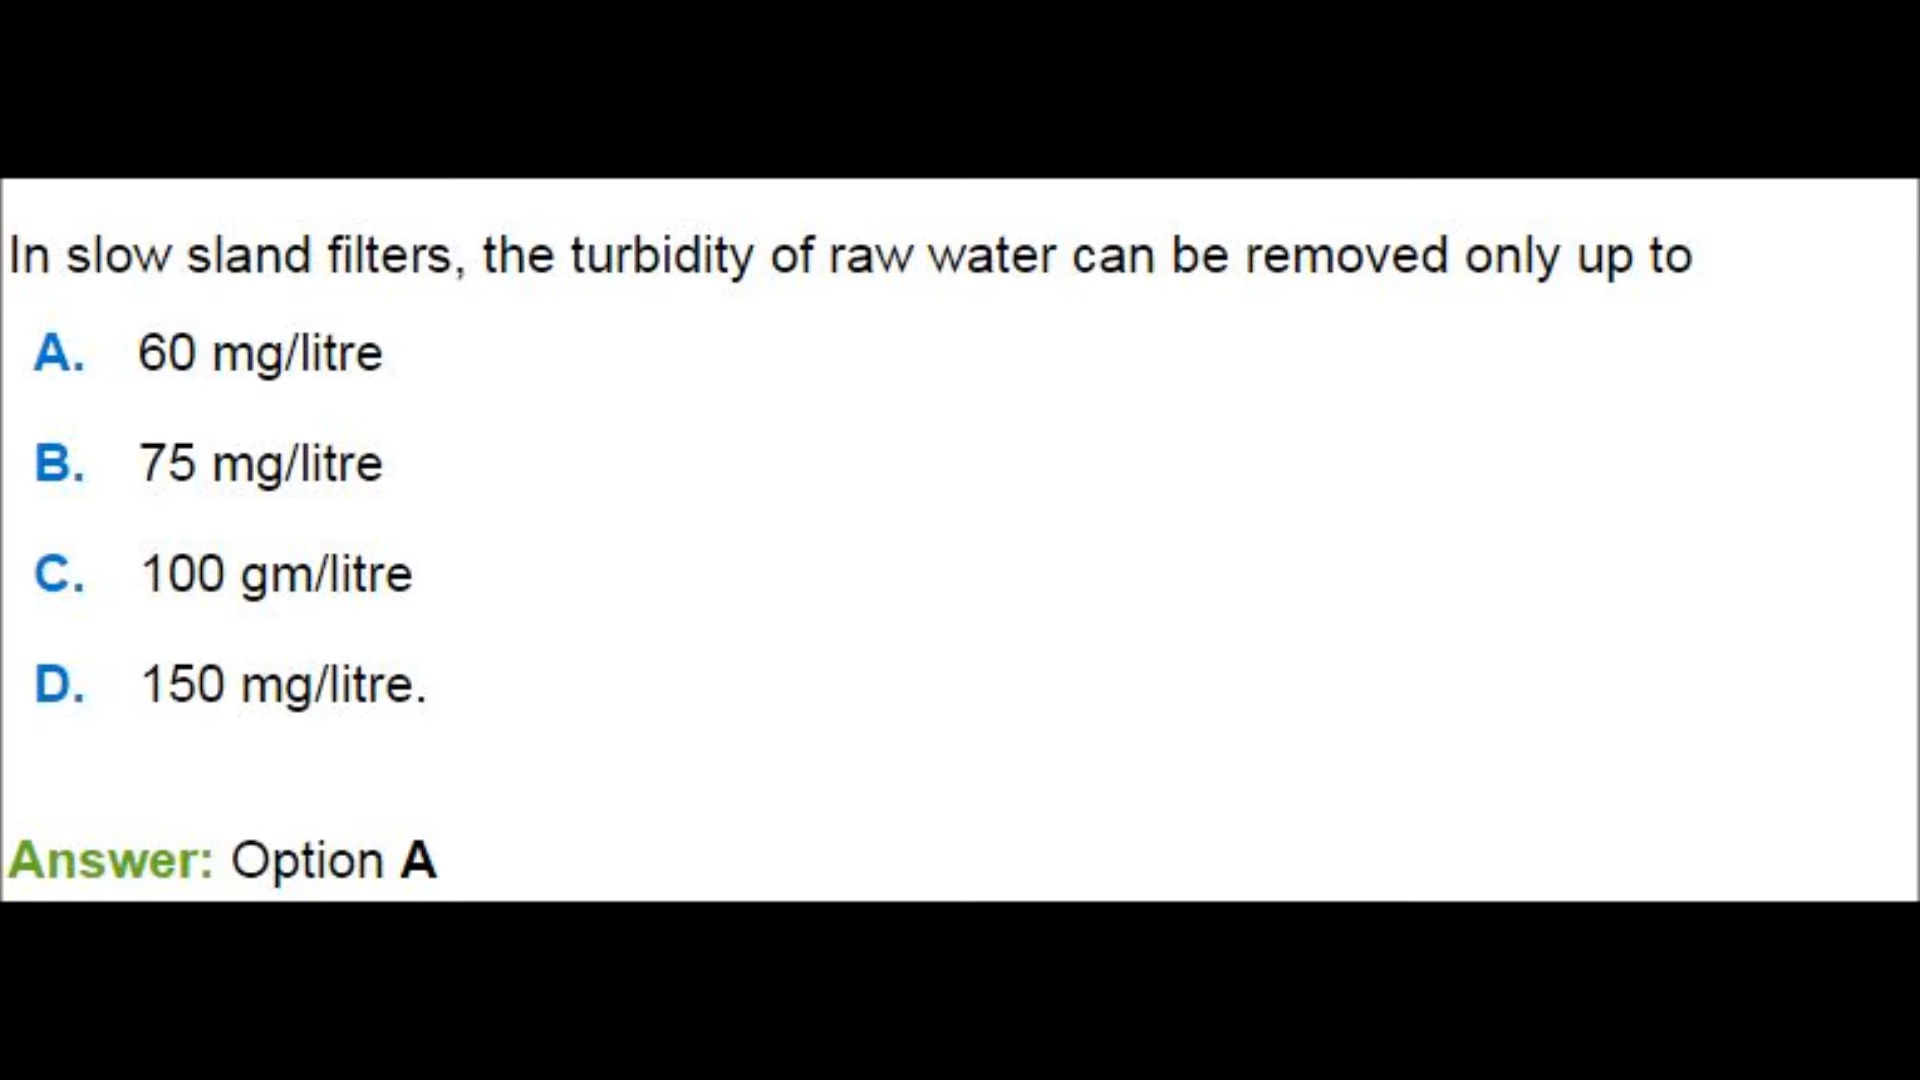 In slow sland filters, the turbidity of raw water can be removed only up to
A. 60 mg/litre
B. 75 mg/litre
C. 100 gm/litre
D. 150 mg/litre.
Answer: Option A